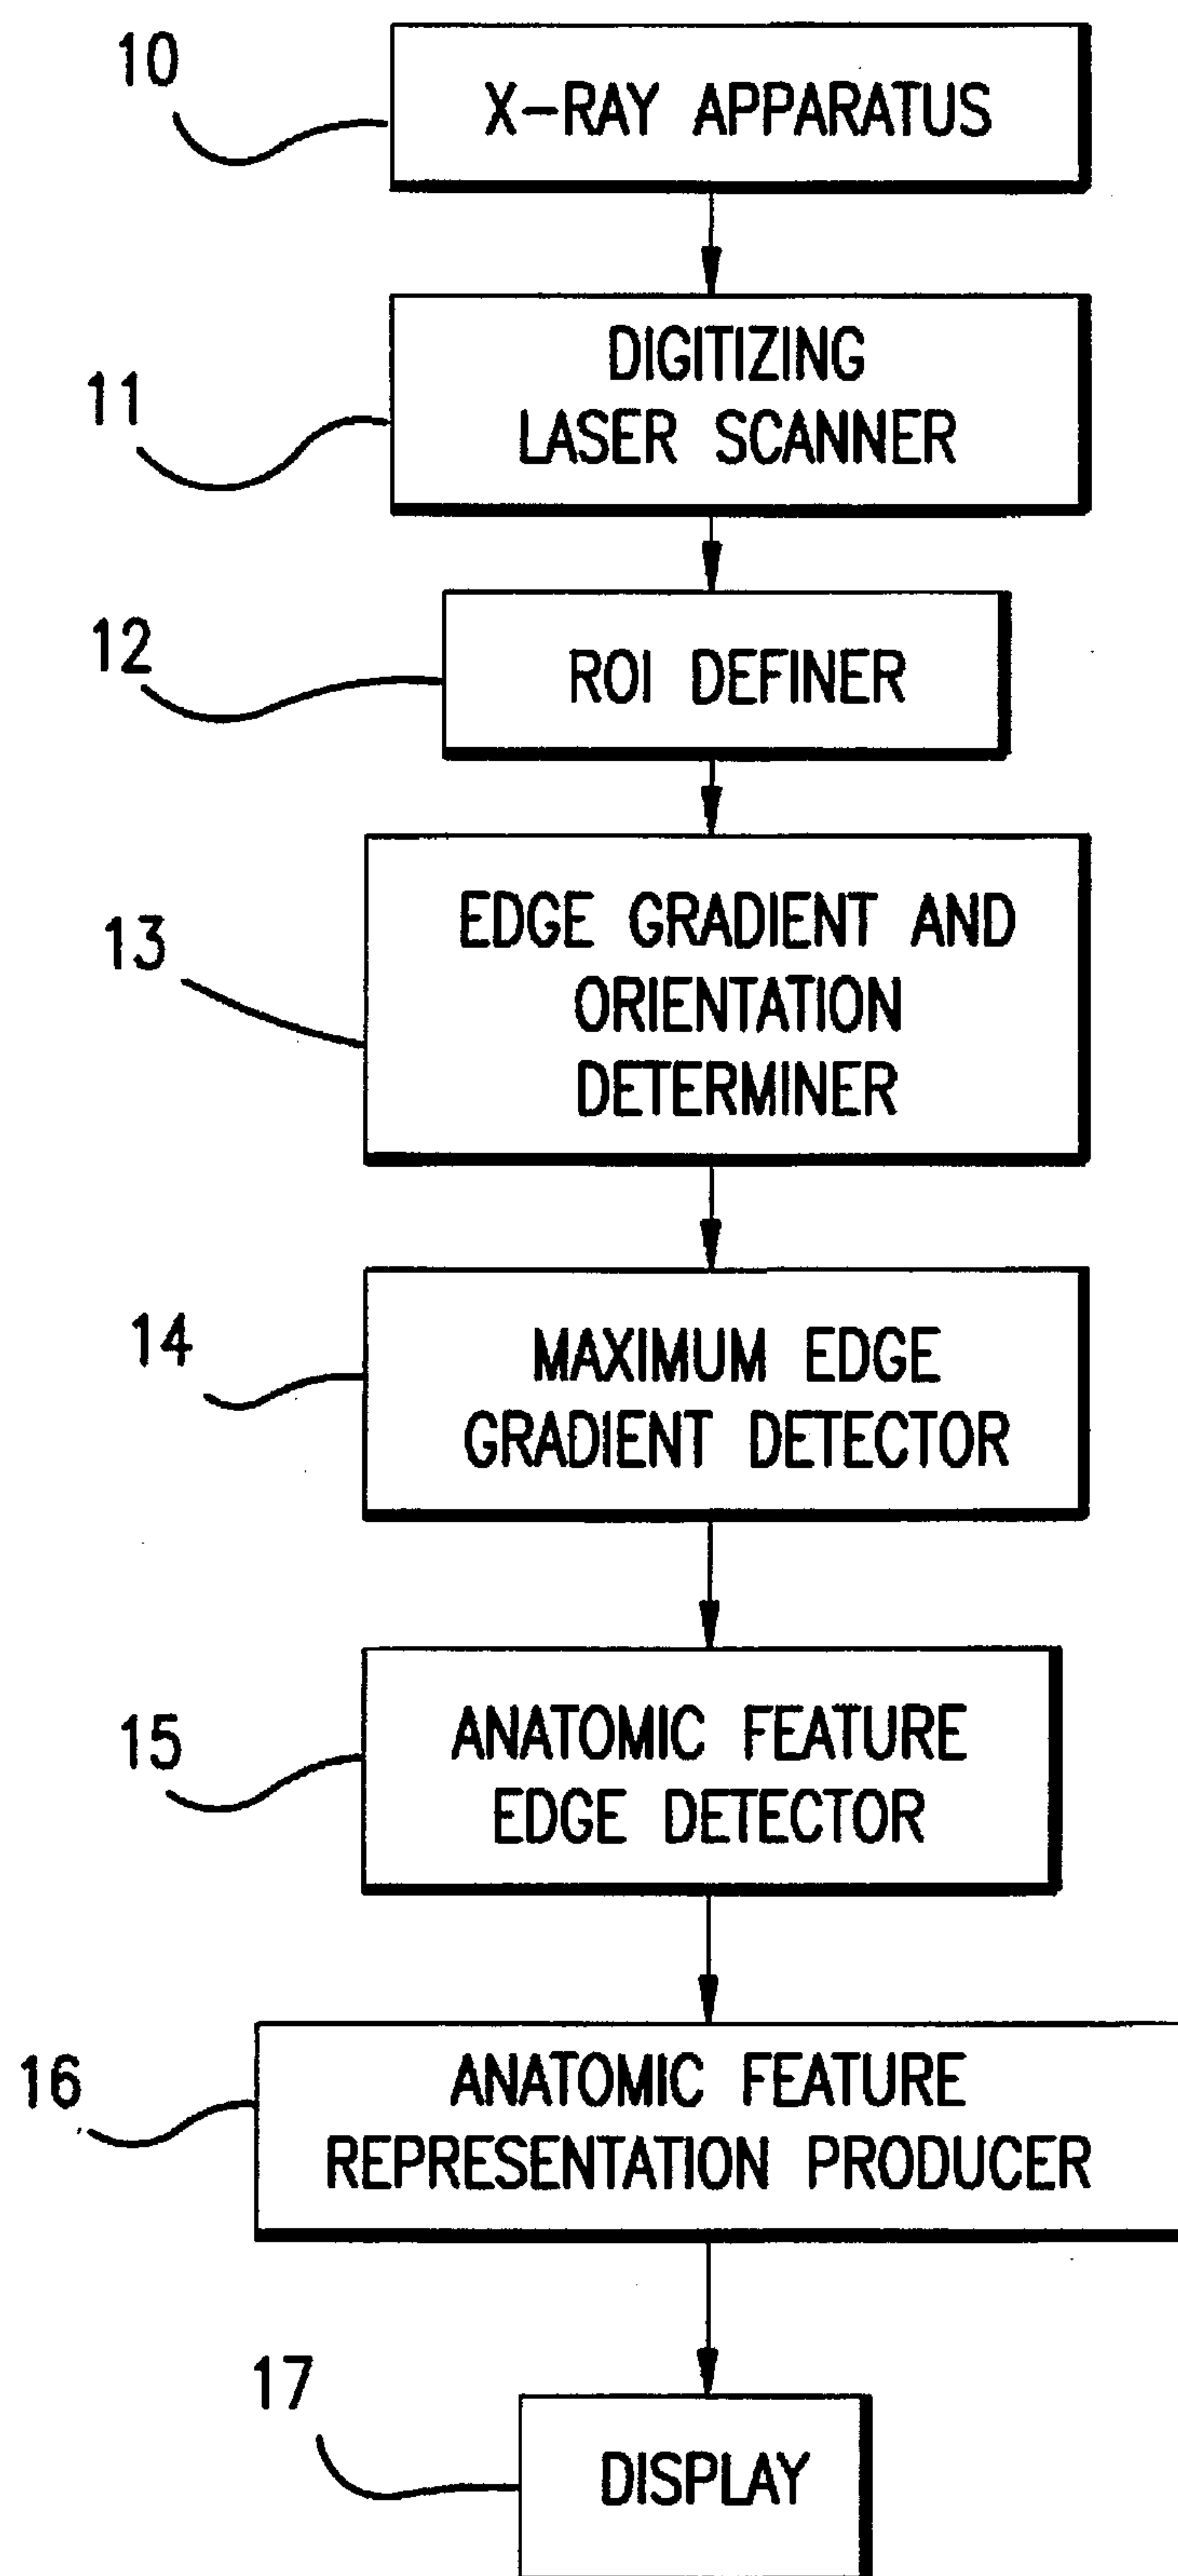 10
X-RAY APPARATUS
11
DIGITIZING
LASER SCANNER
12
ROI DEFINER
13
EDGE GRADIENT AND
ORIENTATION
DETERMINER
14
MAXIMUM EDGE
GRADIENT DETECTOR
15
ANATOMIC FEATURE
EDGE DETECTOR
16
ANATOMIC FEATURE
REPRESENTATION PRODUCER
17
DISPLAY